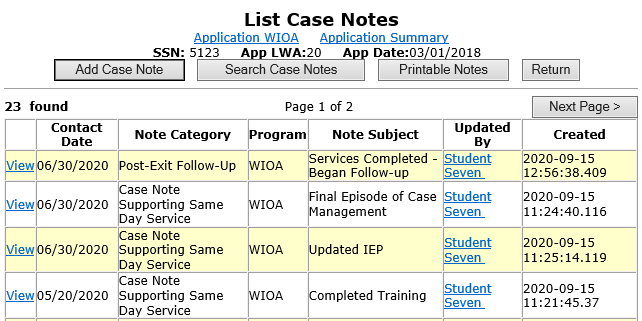 List Case Notes
Application WIOA Application Summary
SSN: 5123 App LWA:20 App Date:03/01/2018
Add Case Note Search Case Notes Printable Notes Return
23 found Page 1 of 2 Next Page >
Contact Date Note Category Program Note Subject Updated By Created
View 06/30/2020 Post-Exit Follow-Up WIOA Services Completed - Began Follow-up Student Seven 2020-09-15 12:56:38.409
View 06/30/2020 Case Note Supporting Same Day Service WIOA Final Episode of Case Management Student Seven 2020-09-15 11:24:40.116
View 06/30/2020 Case Note Supporting Same Day Service WIOA Updated IEP Student Seven 2020-09-15 11:25:14.119
View 05/20/2020 Case Note Supporting Same Day Service WIOA Completed Training Student Seven 2020-09-15 11:21:45.37